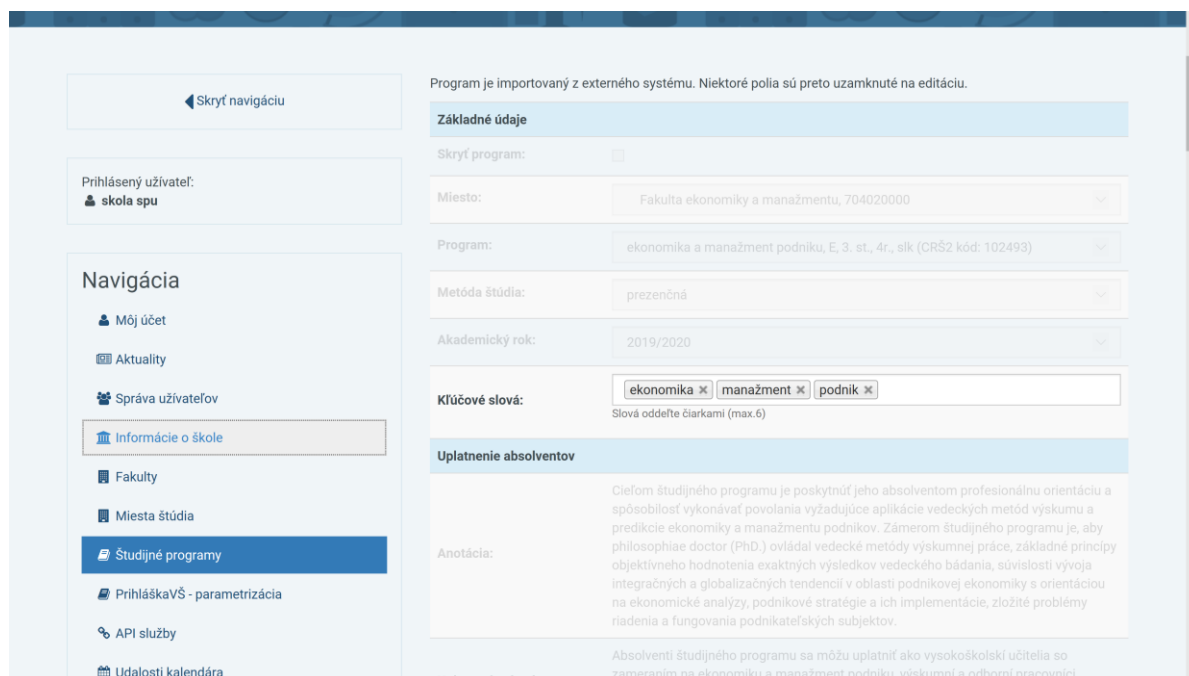 Skryť navigáciu
Prihlásený užívateľ:
skola spu
Navigácia
Môj účet
Aktuality
Správa užívateľov
Informácie o škole
Fakulty
Miesta štúdia
Študijné programy
PrihláškaVŠ - parametrizácia
API služby
Udalosti kalendára
Program je importovaný z externého systému. Niektoré polia sú preto uzamknuté na editáciu.
Základné údaje
Skryť program:
Miesto:
Fakulta ekonomiky a manažmentu, 704020000
Program:
ekonomika a manažment podniku, E, 3. st., 4r., slk (CRŠ2 kód: 102493)
Metóda štúdia:
prezenčná
Akademický rok:
2019/2020
Kľúčové slová:
ekonomika manažment podnik
Slová oddeľte čiarkami (max.6)
Uplatnenie absolventov
Anotácia:
Cieľom študijného programu je poskytnúť jeho absolventom profesionálnu orientáciu a
spôsobilosť vykonávať povolania vyžadujúce aplikácie vedeckých metód výskumu a
predikcie ekonomiky a manažmentu podnikov. Zámerom študijného programu je, aby
philosophiae doctor (PhD.) ovládal vedecké metódy výskumnej práce, základné princípy
objektívneho hodnotenia exaktných výsledkov vedeckého bádania, súvislosti vývoja
integračných a globalizačných tendencií v oblasti podnikovej ekonomiky s orientáciou
na ekonomické analýzy, podnikové stratégie a ich implementácie, zložité problémy
riadenia a fungovania podnikateľských subjektov.
Absolventi študijného programu sa môžu uplatniť ako vysokoškolskí učitelia so
zameraním na ekonomiku a manažment podniku, výskumní a odborní pracovníci